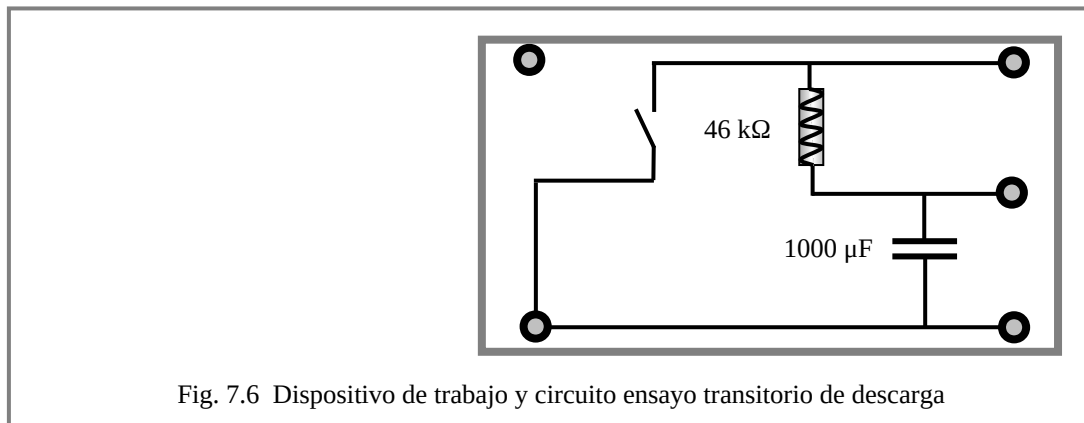 46 kΩ
1000 μF
Fig. 7.6  Dispositivo de trabajo y circuito ensayo transitorio de descarga